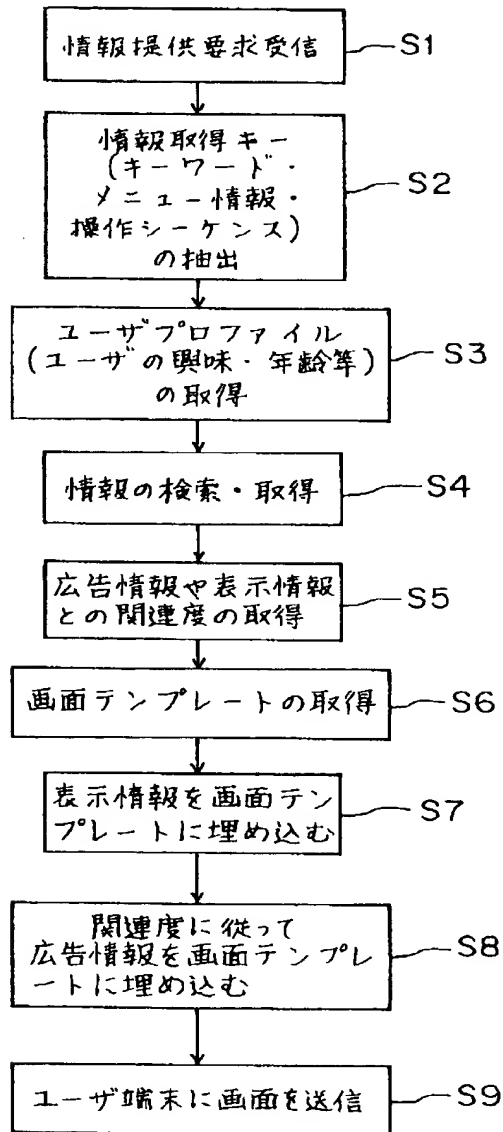 情報提供要求受信
S1
情報取得キー
(キーワード・
メニュー情報・
操作シーケンス)
の抽出
S2
ユーザプロファイル
(ユーザの興味・年齢等)
の取得
S3
情報の検索・取得
S4
広告情報や表示情報
との関連度の取得
S5
画面テンプレートの取得
S6
表示情報を画面テン
プレートに埋め込む
S7
関連度に従って
広告情報を画面テンプレ
ートに埋め込む
S8
ユーザ端末に画面を送信
S9